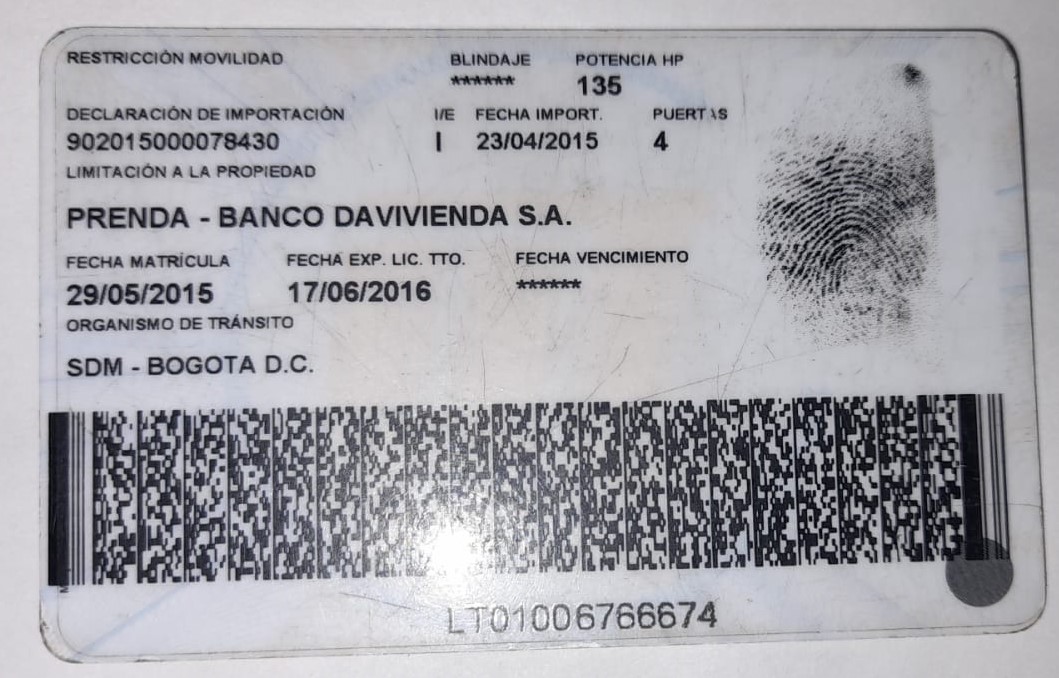 RESTRICCIÓN MOVILIDAD BLINDAJE POTENCIA HP
****** 135
DECLARACIÓN DE IMPORTACIÓN I/E FECHA IMPORT. PUERTAS
902015000078430 I 23/04/2015 4
LIMITACIÓN A LA PROPIEDAD
PRENDA - BANCO DAVIVIENDA S.A.
FECHA MATRÍCULA FECHA EXP. LIC. TTO. FECHA VENCIMIENTO
29/05/2015 17/06/2016 ******
ORGANISMO DE TRÁNSITO
SDM - BOGOTA D.C.
LT01006766674